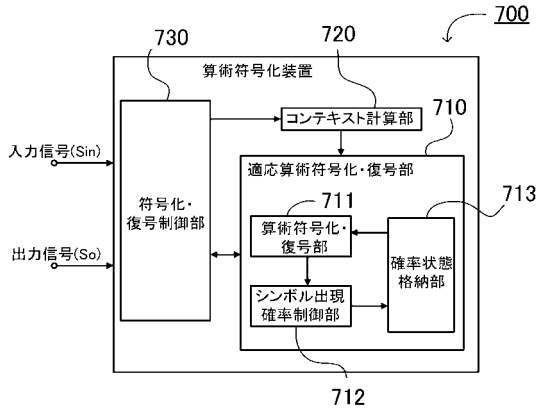 700
730
720
算術符号化装置
コンテキスト計算部
710
入力信号(Sin)
適応算術符号化・復号部
711
713
符号化・
復号制御部
算術符号化・
復号部
確率状態
格納部
出力信号(So)
シンボル出現
確率制御部
712